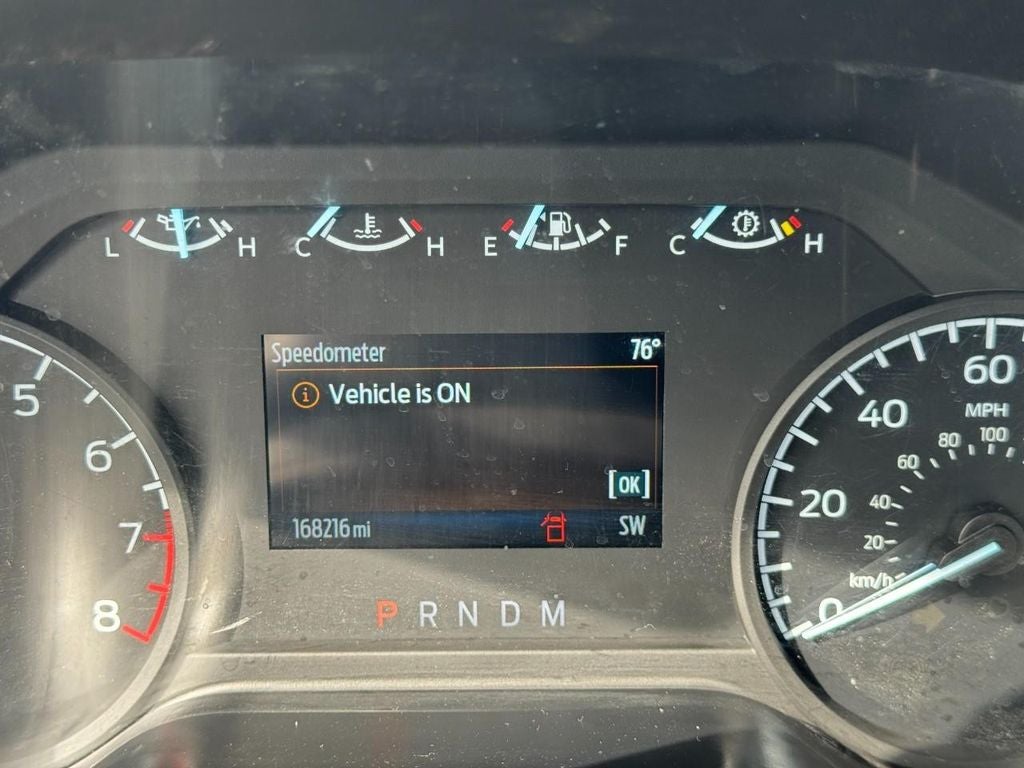 L H C H E F C H
Speedometer 76°
i Vehicle is ON
[OK]
168216 mi SW
P R N D M
5
6
7
8
0
20
40
60
MPH
km/h
20
40
60
80
100